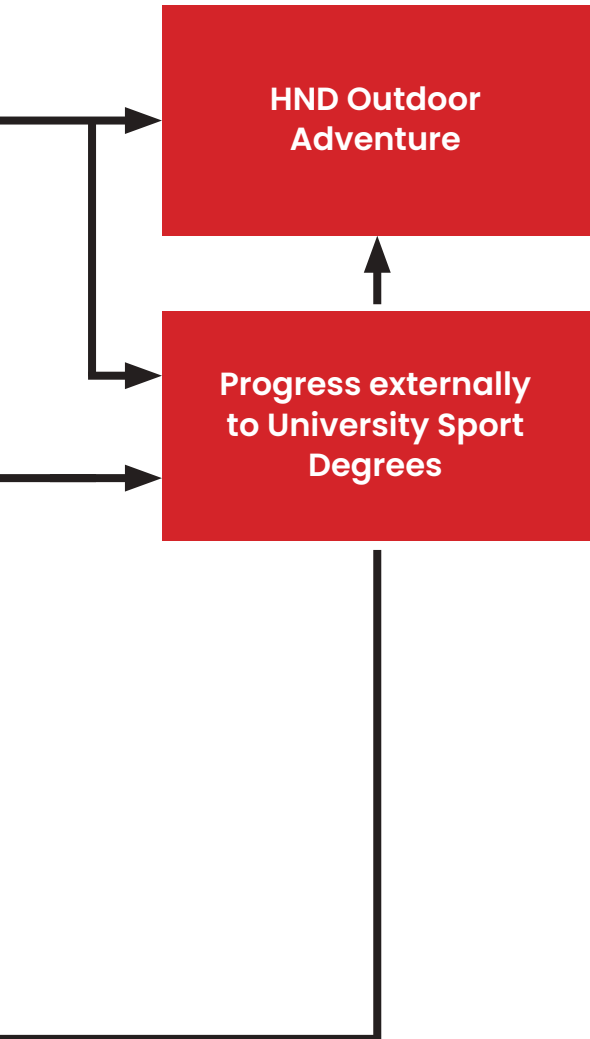 HND Outdoor
Adventure
Progress externally
to University Sport
Degrees